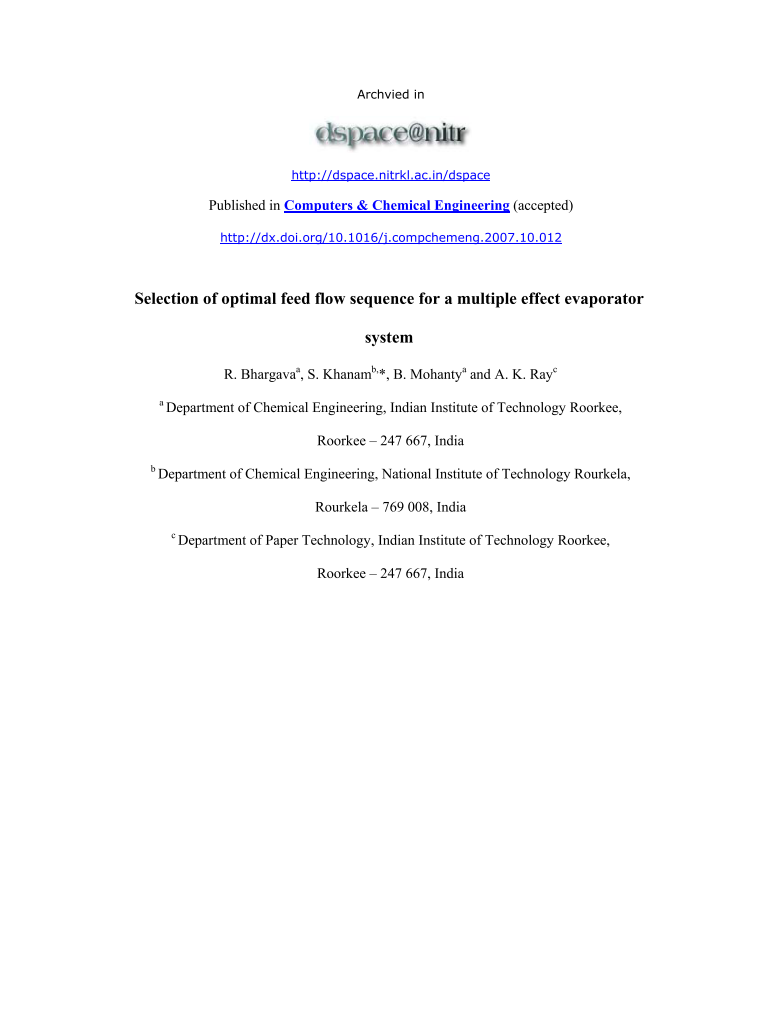 Archvied in
dspace@nitr
http://dspace.nitrkl.ac.in/dspace
Published in Computers & Chemical Engineering (accepted)
http://dx.doi.org/10.1016/j.compchemeng.2007.10.012
Selection of optimal feed flow sequence for a multiple effect evaporator
system
R. Bhargavaᵃ, S. Khanamᵇ,*, B. Mohantyᵃ and A. K. Rayᶜ
ᵃ Department of Chemical Engineering, Indian Institute of Technology Roorkee,
Roorkee – 247 667, India
ᵇ Department of Chemical Engineering, National Institute of Technology Rourkela,
Rourkela – 769 008, India
ᶜ Department of Paper Technology, Indian Institute of Technology Roorkee,
Roorkee – 247 667, India